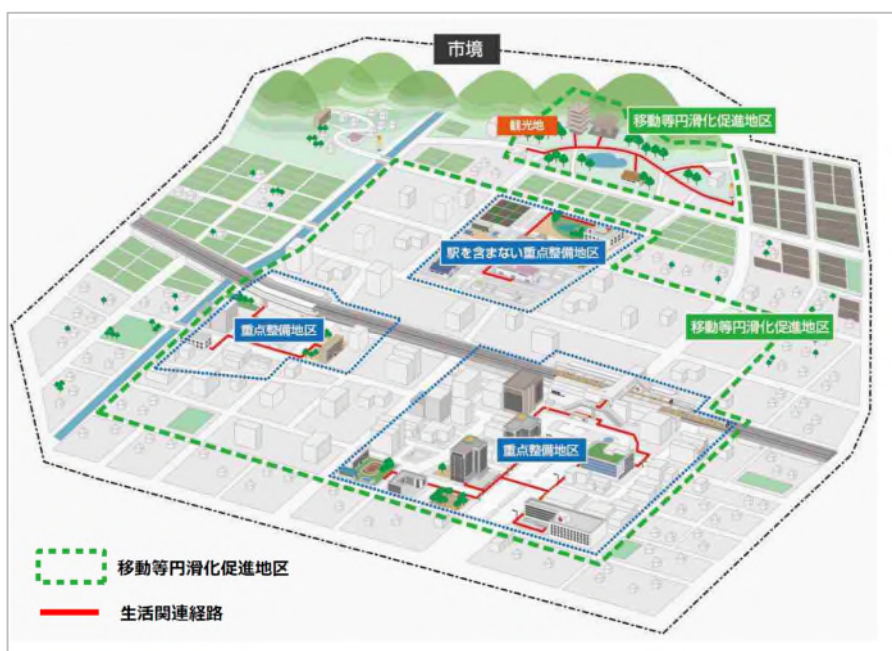 市境
観光地
移動等円滑化促進地区
駅を含まない重点整備地区
重点整備地区
移動等円滑化促進地区
重点整備地区
移動等円滑化促進地区
生活関連経路